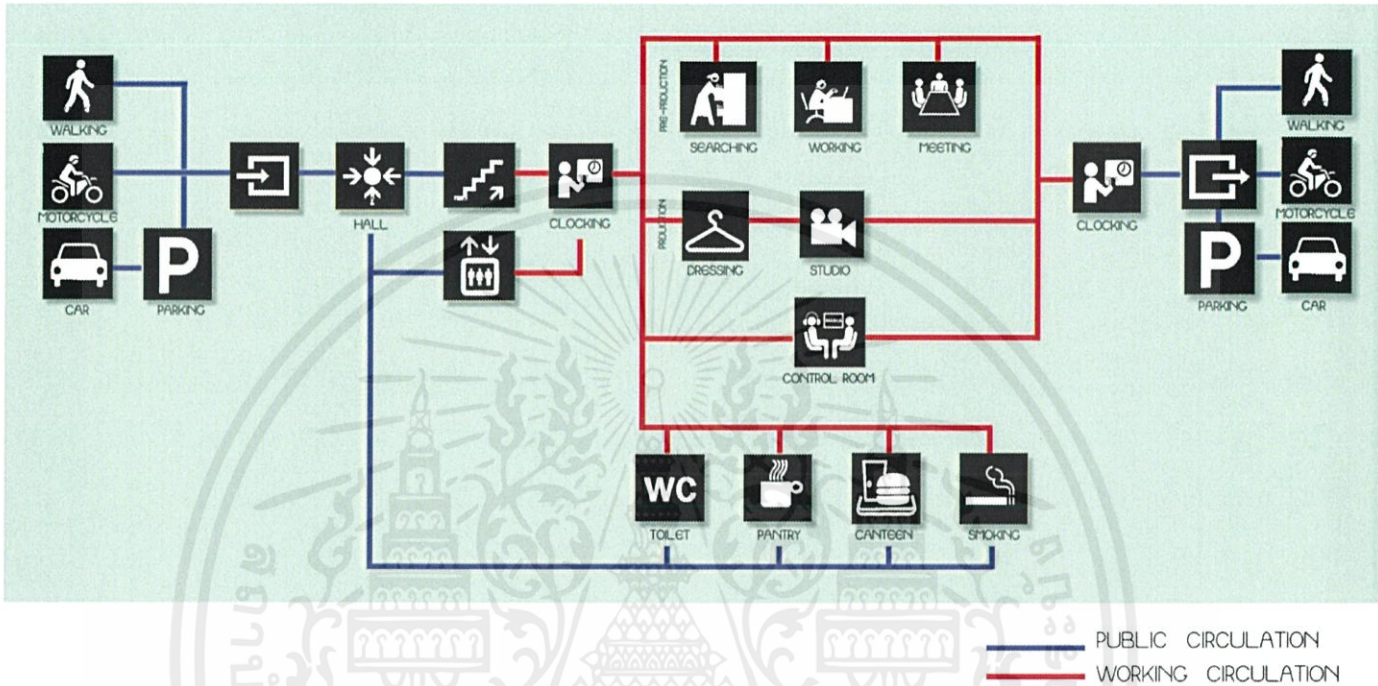 WALKING
MOTORCYCLE
CAR
P
PARKING
HALL
CLOCKING
PRE-PRODUCTION
SEARCHING
WORKING
MEETING
PRODUCTION
DRESSING
STUDIO
CONTROL ROOM
WC
TOILET
PANTRY
CANTEEN
SMOKING
CLOCKING
WALKING
MOTORCYCLE
P
PARKING
CAR
PUBLIC CIRCULATION
WORKING CIRCULATION